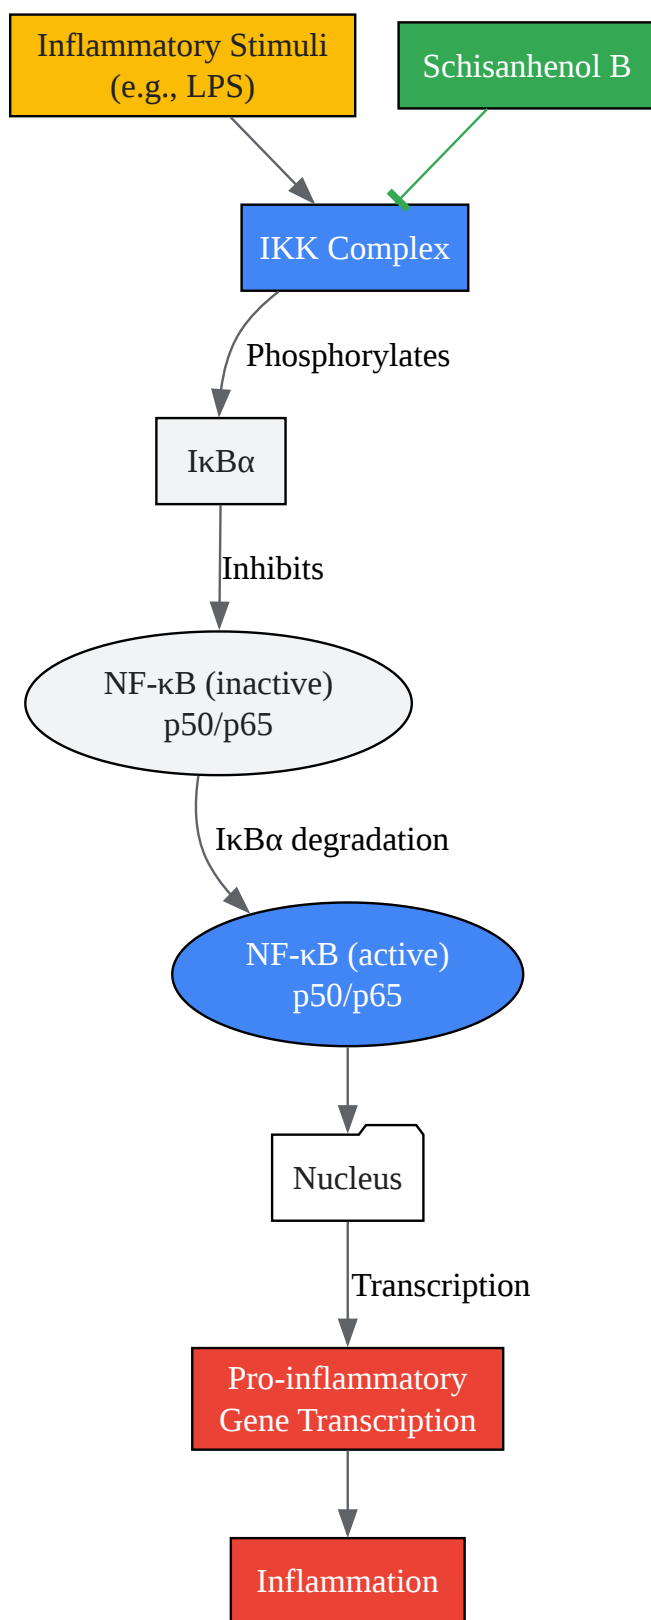 Inflammatory Stimuli
(e.g., LPS)
Schisanhenol B
IKK Complex
Phosphorylates
IκBα
Inhibits
NF-κB (inactive)
p50/p65
IκBα degradation
NF-κB (active)
p50/p65
Nucleus
Transcription
Pro-inflammatory
Gene Transcription
Inflammation